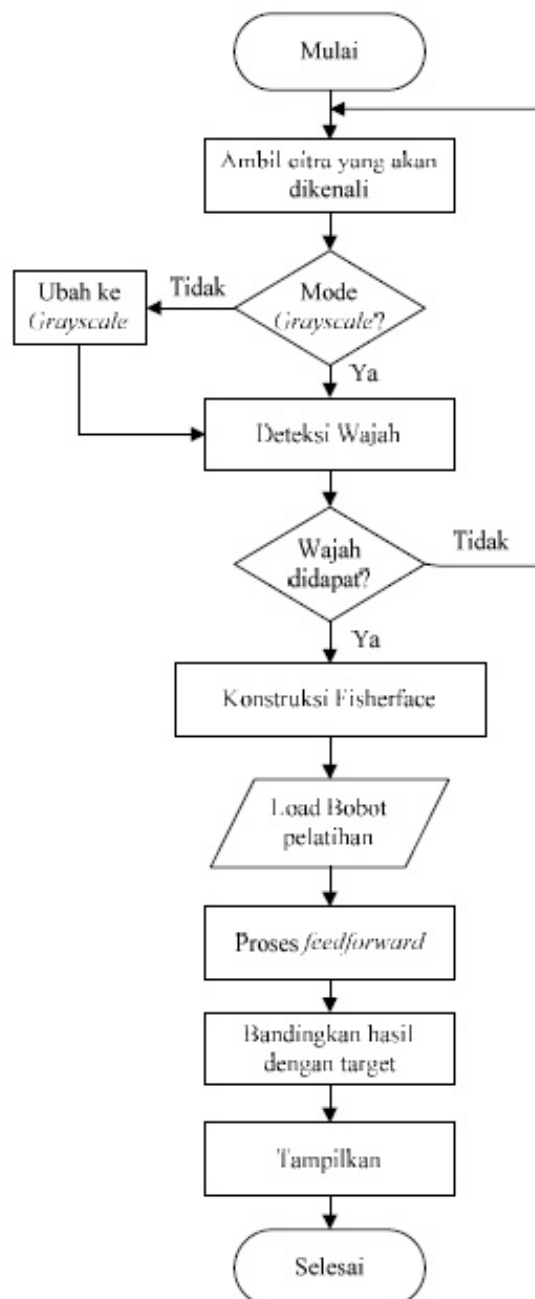 Mulai
Ambil citra yang akan
dikenali
Ubah ke
Grayscale
Tidak
Mode
Grayscale?
Ya
Deteksi Wajah
Wajah
didapat?
Tidak
Ya
Konstruksi Fisherface
Load Bobot
pelatihan
Proses feedforward
Bandingkan hasil
dengan target
Tampilkan
Selesai